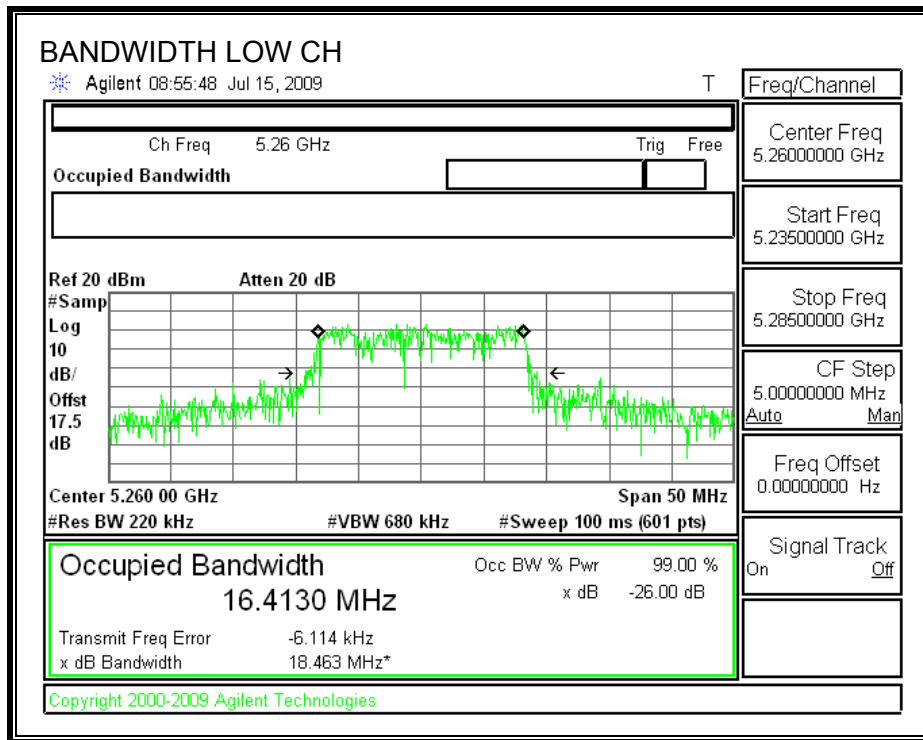 BANDWIDTH LOW CH
Agilent 08:55:48 Jul 15, 2009 T
Freq/Channel
Ch Freq 5.26 GHz Trig Free
Occupied Bandwidth
Center Freq
5.26000000 GHz
Start Freq
5.23500000 GHz
Stop Freq
5.28500000 GHz
CF Step
5.00000000 MHz
Auto Man
Freq Offset
0.00000000 Hz
Signal Track
On Off
Ref 20 dBm Atten 20 dB
#Samp
Log
10
dB/
Offst
17.5
dB
Center 5.260 00 GHz Span 50 MHz
#Res BW 220 kHz #VBW 680 kHz #Sweep 100 ms (601 pts)
Occupied Bandwidth Occ BW % Pwr 99.00 %
16.4130 MHz x dB -26.00 dB
Transmit Freq Error -6.114 kHz
x dB Bandwidth 18.463 MHz*
Copyright 2000-2009 Agilent Technologies